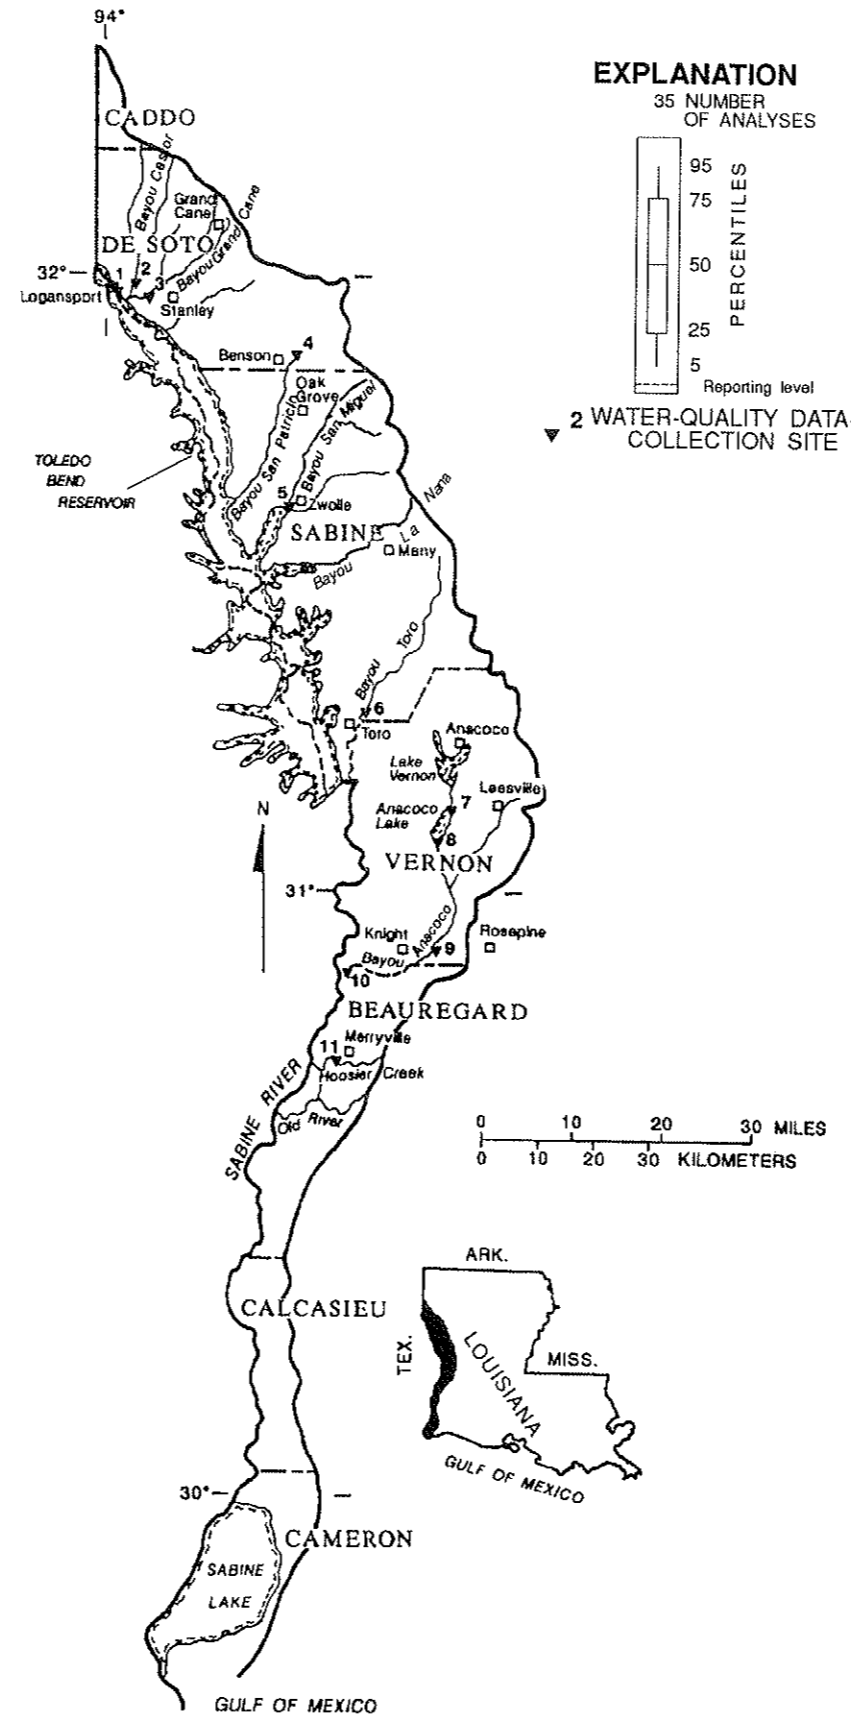 94°
EXPLANATION
35 NUMBER
OF ANALYSES
95
75
50
25
5
PERCENTILES
Reporting level
2 WATER-QUALITY DATA-
COLLECTION SITE
CADDO
Bayou Castor
Grand
Cane
DE SOTO
Bayou Grand Cane
32°
1
2
3
Logansport
Stanley
Benson
4
Oak
Grove
Bayou San Patricio
Bayou San Miguel
TOLEDO
BEND
RESERVOIR
5
Zwolle
SABINE
Bayou La Nana
Many
Bayou Toro
6
Toro
Anacoco
Lake
Vernon
Leesville
N
Anacoco
Lake
7
8
VERNON
31°
Knight
Bayou Anacoco
9
Rosepine
10
BEAUREGARD
Merryville
11
Hoosier Creek
SABINE RIVER
Old River
0 10 20 30 MILES
0 10 20 30 KILOMETERS
ARK.
TEX.
LOUISIANA
MISS.
GULF OF MEXICO
CALCASIEU
30°
CAMERON
SABINE
LAKE
GULF OF MEXICO